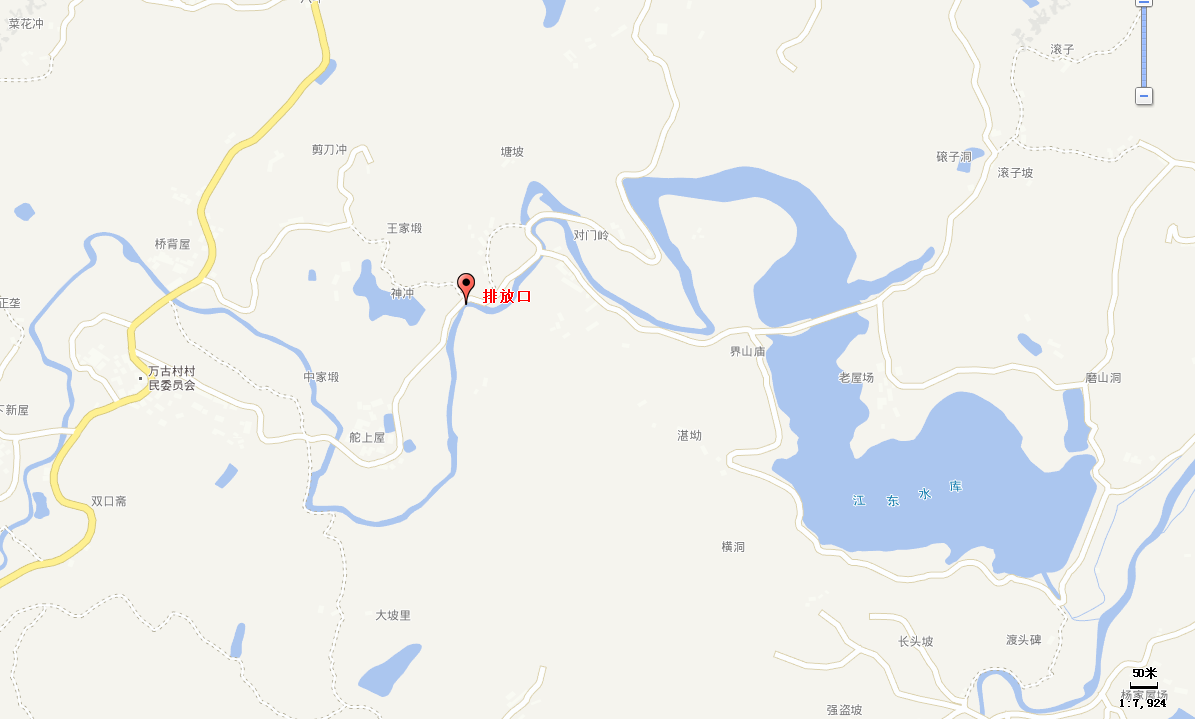 菜花冲
滚子
剪刀冲
塘坡
磙子洞
滚子坡
王家塅
对门岭
桥背屋
神冲
排放口
正垄
界山庙
万古村村
民委员会
中家塅
老屋场
磨山洞
下新屋
舵上屋
湛坳
江东水库
双口斋
横洞
大坡里
长头坡
渡头碑
50米
杨家屋场
1:7,924
强盗坡